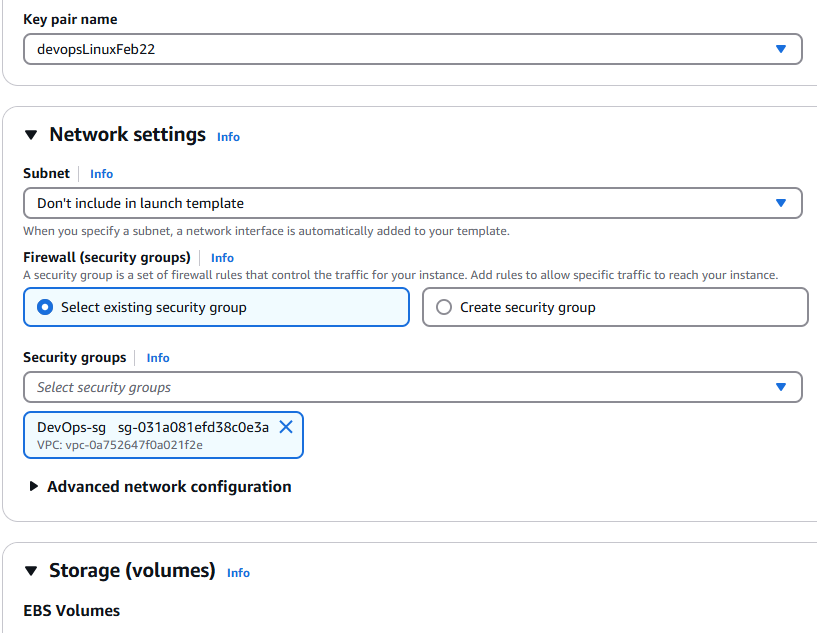 Key pair name
devopsLinuxFeb22
Network settings Info
Subnet Info
Don't include in launch template
When you specify a subnet, a network interface is automatically added to your template.
Firewall (security groups) Info
A security group is a set of firewall rules that control the traffic for your instance. Add rules to allow specific traffic to reach your instance.
Select existing security group
Create security group
Security groups Info
Select security groups
DevOps-sg sg-031a081efd38c0e3a
VPC: vpc-0a752647f0a021f2e
Advanced network configuration
Storage (volumes) Info
EBS Volumes